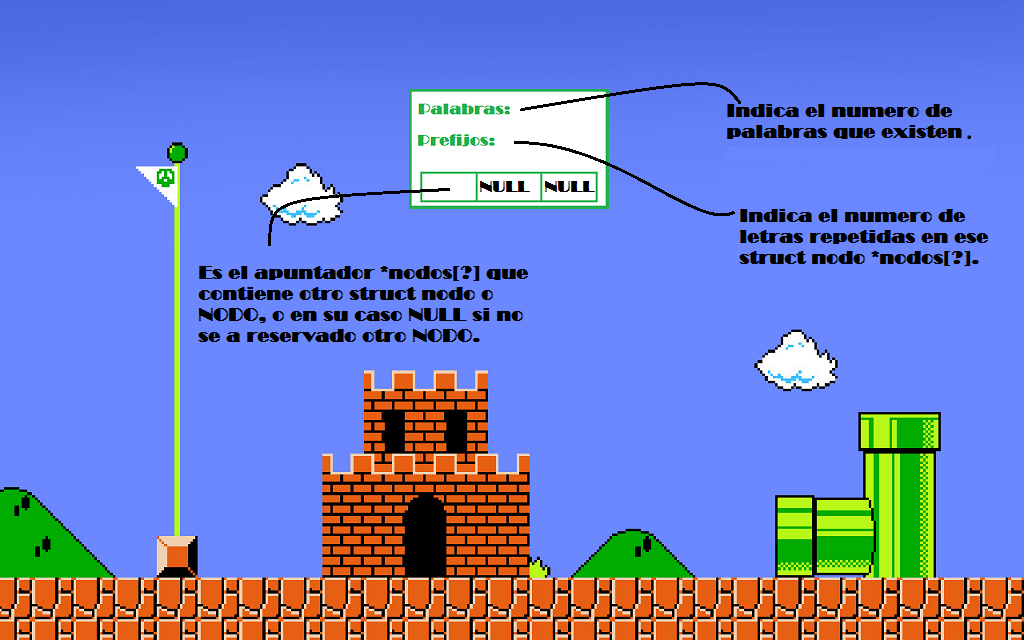 Palabras:
Prefijos:
NULL NULL
Indica el numero de
palabras que existen.
Indica el numero de
letras repetidas en ese
struct nodo *nodos[?].
Es el apuntador *nodos[?] que
contiene otro struct nodo o
NODO, o en su caso NULL si no
se a reservado otro NODO.